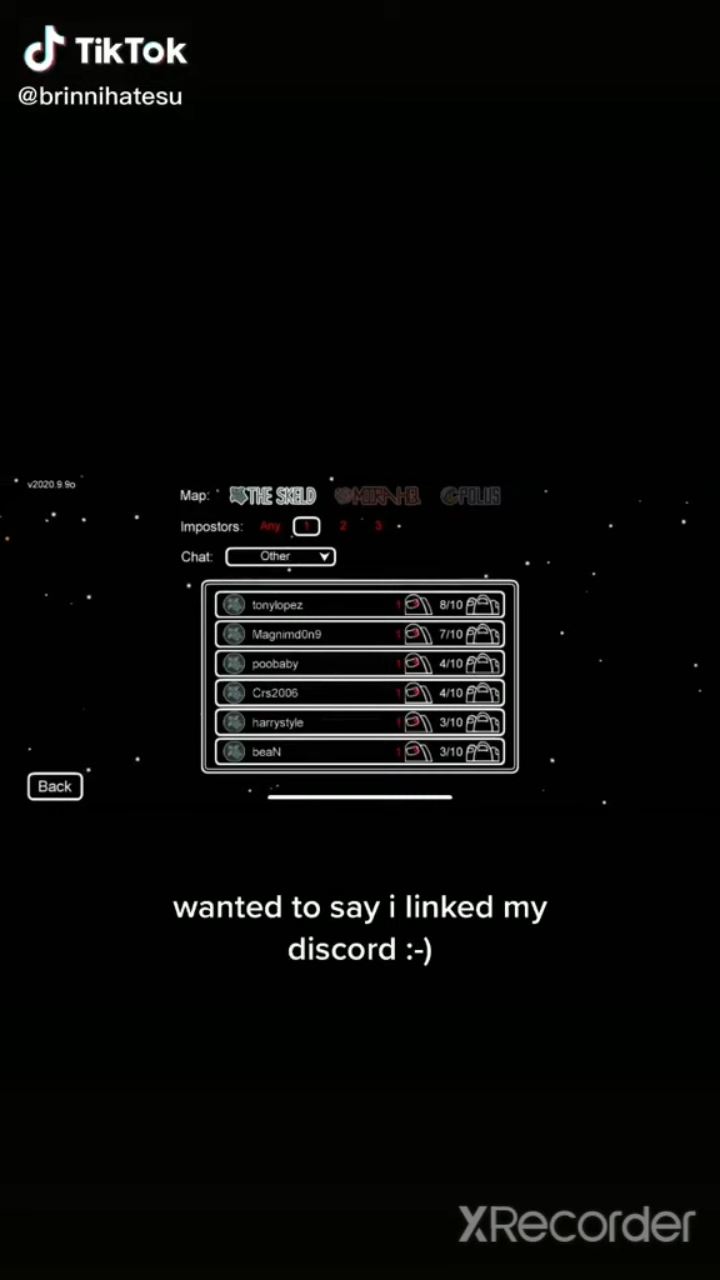 TikTok
@brinnihatesu
v2020.9.9o
Map: THE SKELD MIRA HQ POLUS
Impostors: Any 1 2 3
Chat: Other
tonylopez 1 8/10
Magnimd0n9 1 7/10
poobaby 1 4/10
Crs2006 1 4/10
harrystyle 1 3/10
beaN 1 3/10
Back
wanted to say i linked my
discord :-)
XRecorder